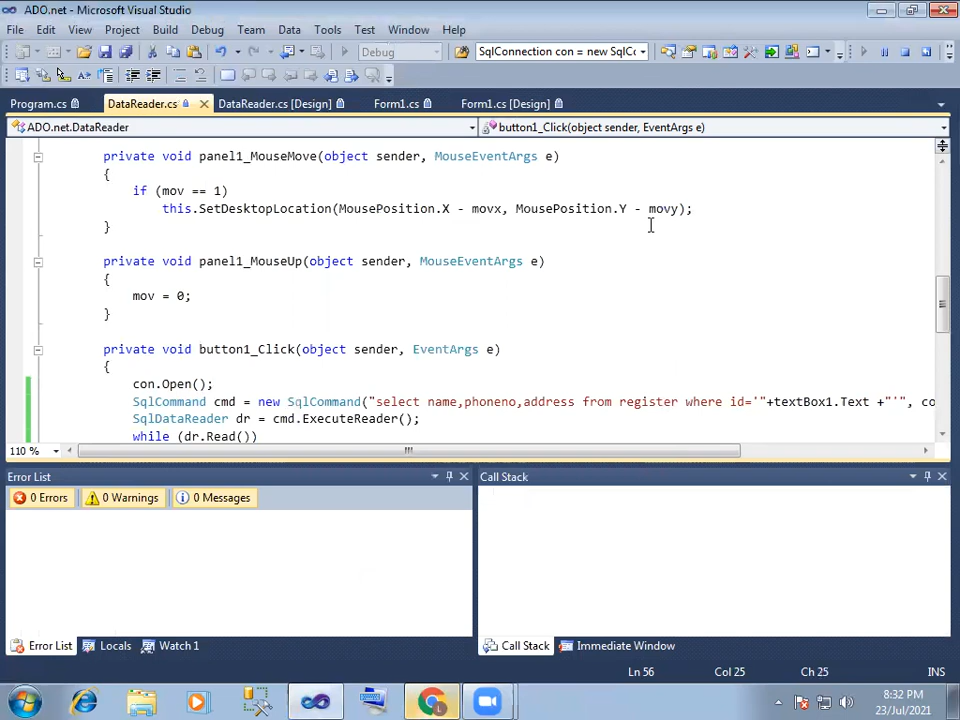 ADO.net - Microsoft Visual Studio
File Edit View Project Build Debug Team Data Tools Test Window Help
Debug SqlConnection con = new SqlCc
Program.cs DataReader.cs DataReader.cs [Design] Form1.cs Form1.cs [Design]
ADO.net.DataReader button1_Click(object sender, EventArgs e)
private void panel1_MouseMove(object sender, MouseEventArgs e)
{
if (mov == 1)
this.SetDesktopLocation(MousePosition.X - movx, MousePosition.Y - movy);
}
private void panel1_MouseUp(object sender, MouseEventArgs e)
{
mov = 0;
}
private void button1_Click(object sender, EventArgs e)
{
con.Open();
SqlCommand cmd = new SqlCommand("select name,phoneno,address from register where id='"+textBox1.Text +"'", co
SqlDataReader dr = cmd.ExecuteReader();
while (dr.Read())
110 %
Error List Call Stack
0 Errors 0 Warnings 0 Messages
Error List Locals Watch 1 Call Stack Immediate Window
Ln 56 Col 25 Ch 25 INS
8:32 PM
23/Jul/2021